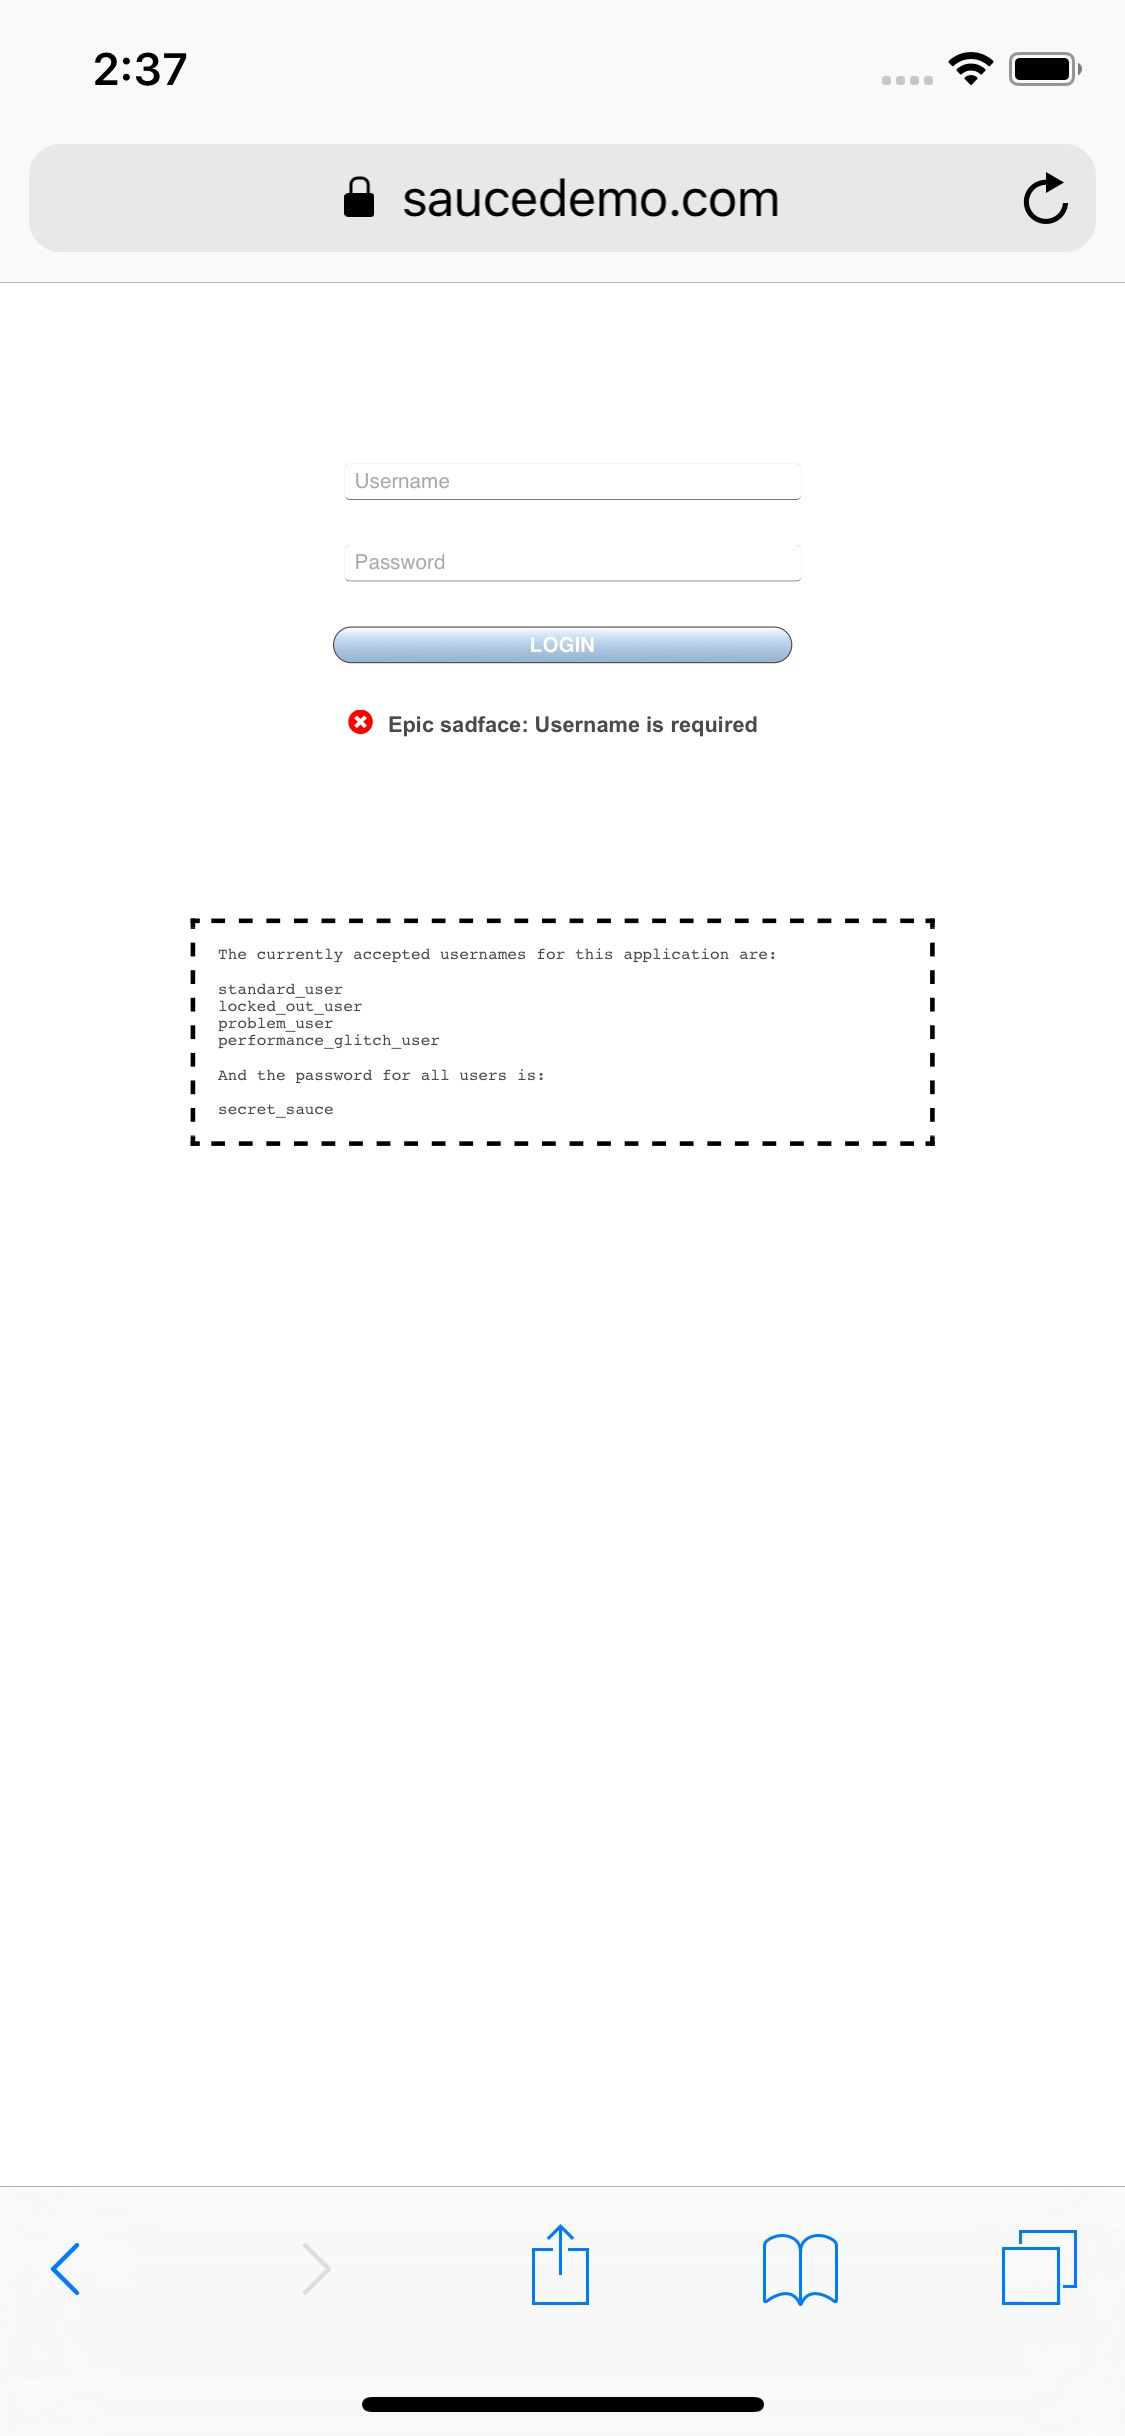 2:37
saucedemo.com
Username
Password
LOGIN
Epic sadface: Username is required
The currently accepted usernames for this application are:
standard_user
locked_out_user
problem_user
performance_glitch_user
And the password for all users is:
secret_sauce